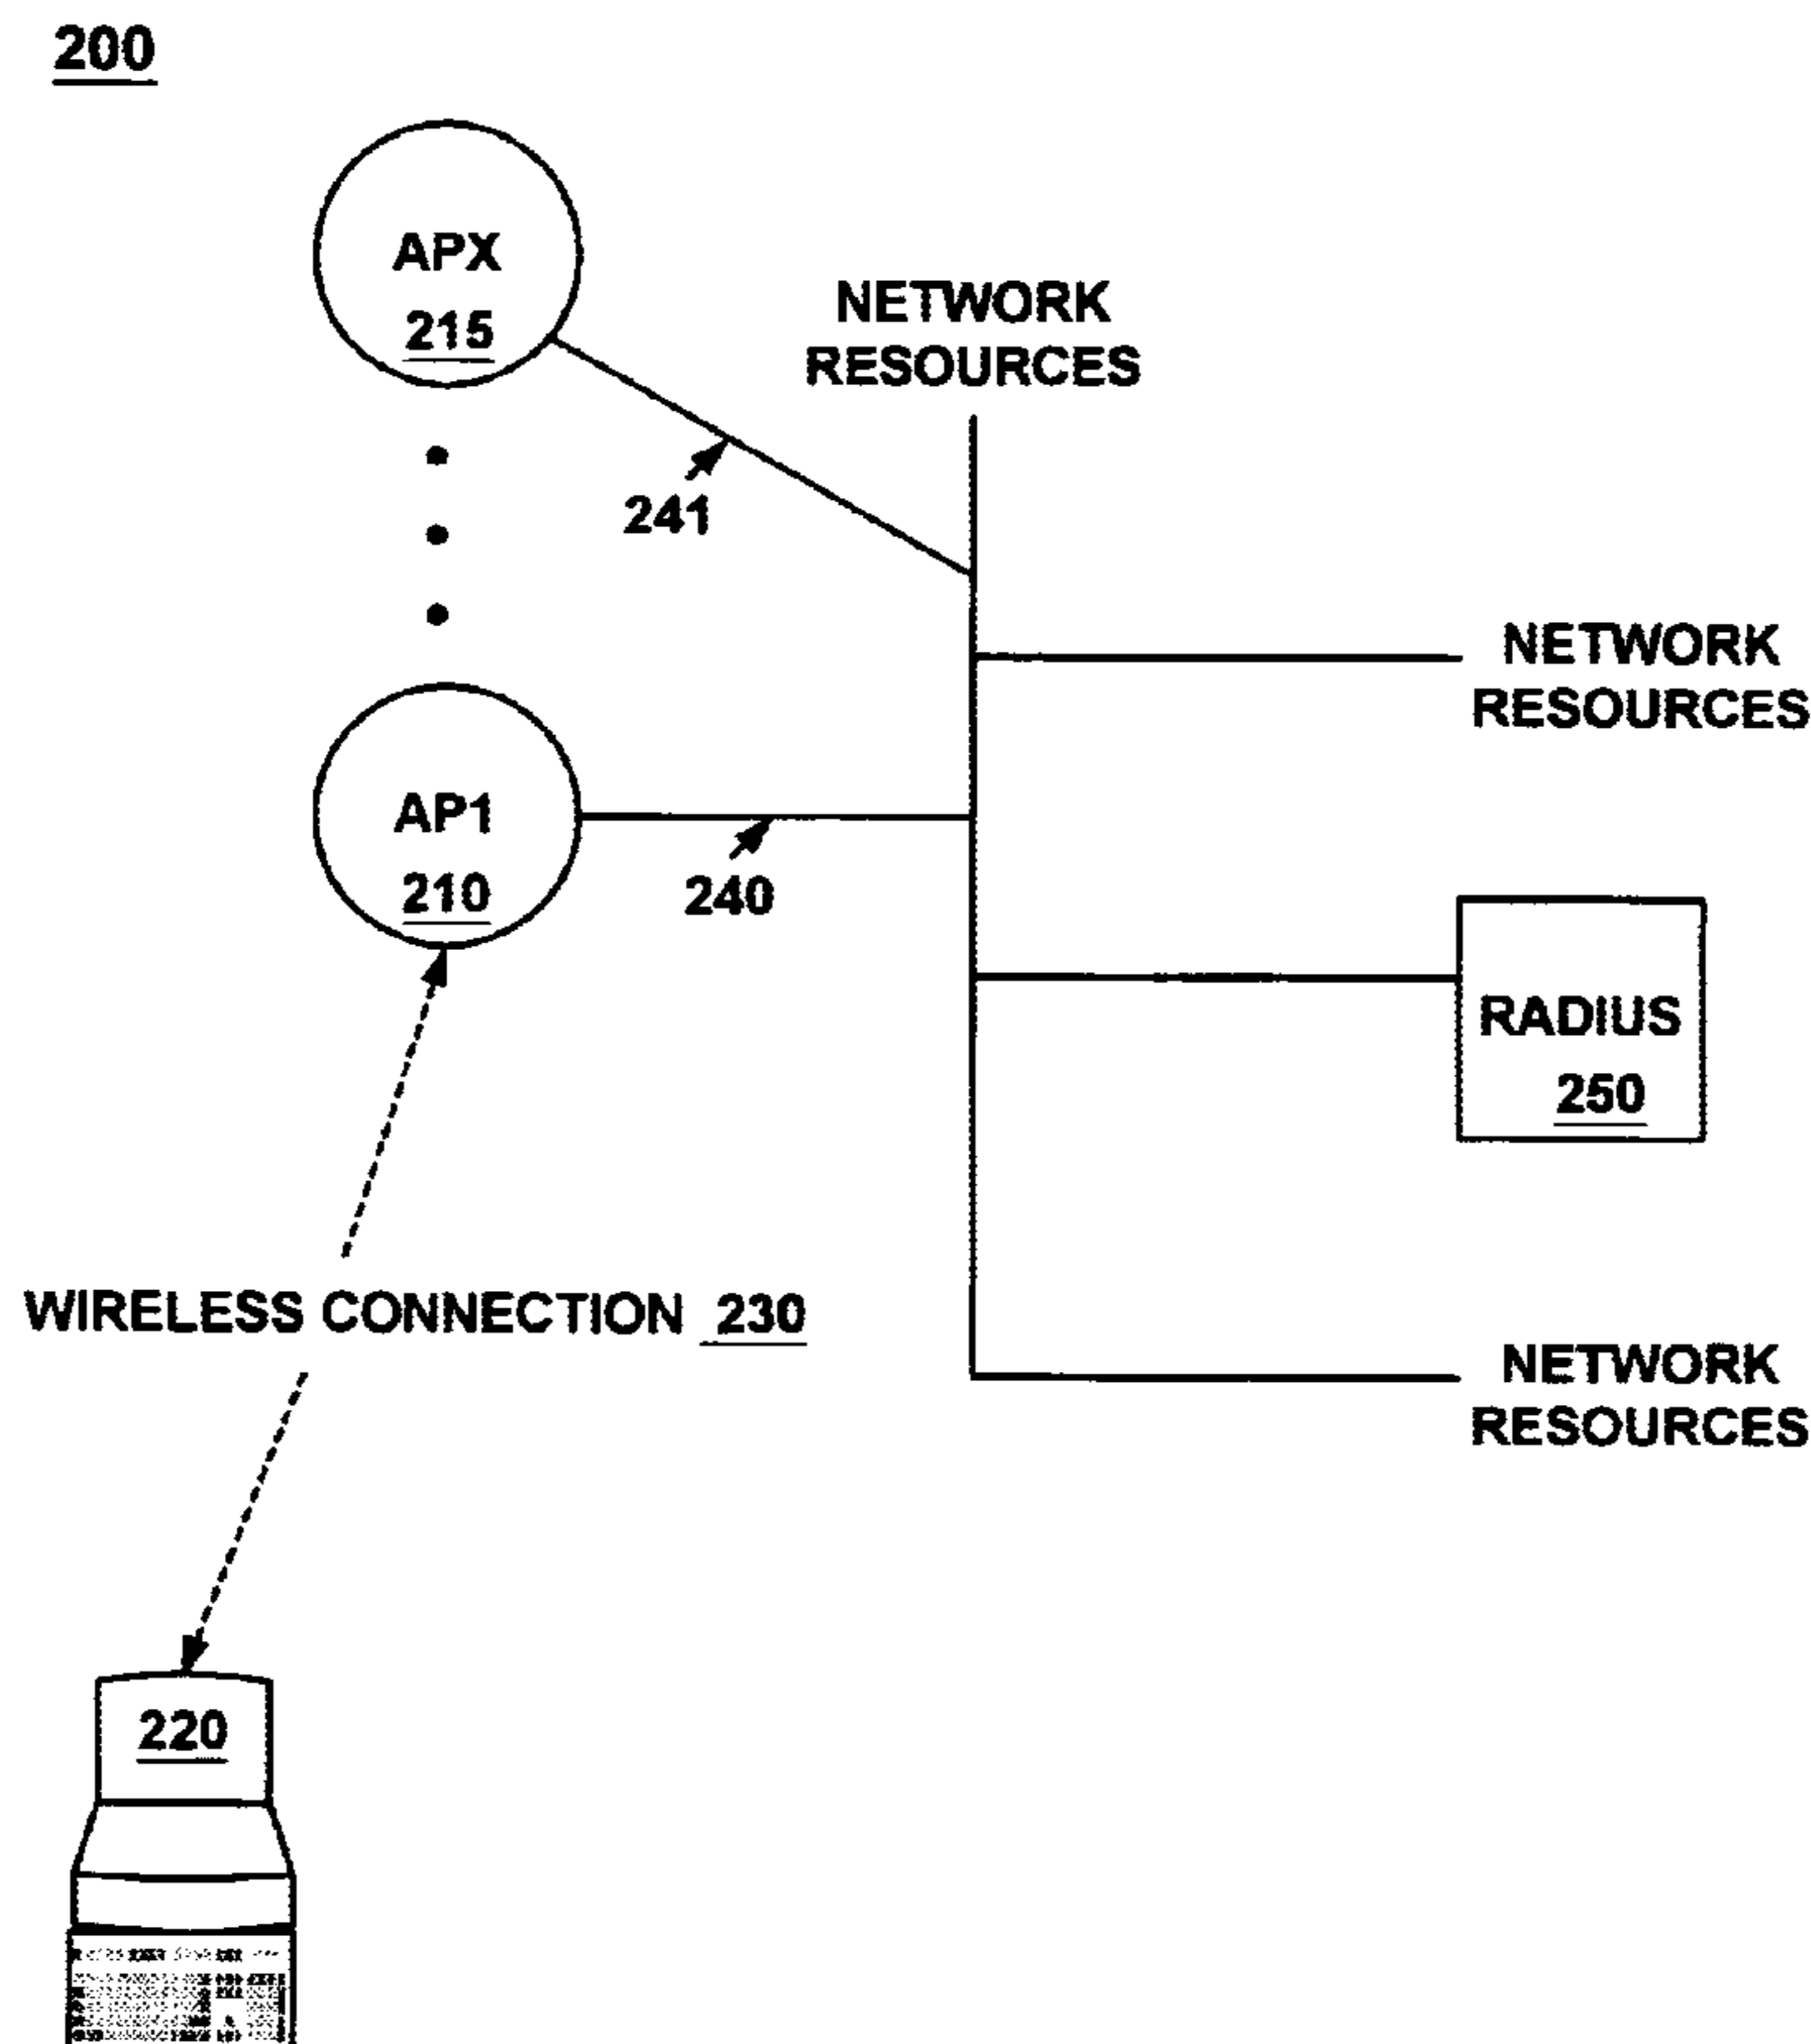 200
APX
215
NETWORK
RESOURCES
241
NETWORK
RESOURCES
AP1
210
240
RADIUS
250
WIRELESS CONNECTION 230
NETWORK
RESOURCES
220